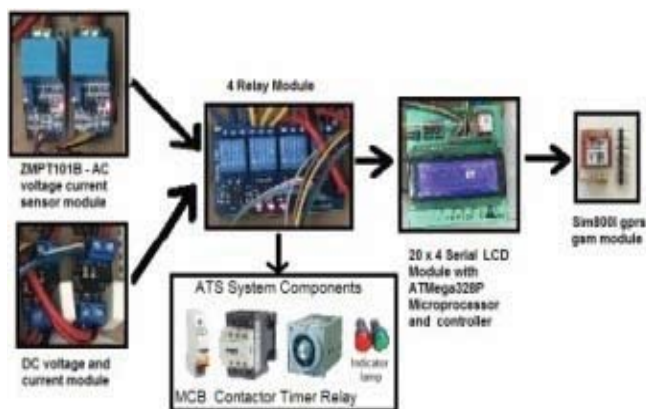 4 Relay Module
ZMPT101B - AC
voltage current
sensor module
Sim800l gprs
gsm module
20 x 4 Serial LCD
Module with
ATMega328P
Microprocessor
and controller
ATS System Components
Indicator
lamp
MCB Contactor Timer Relay
DC voltage and
current module